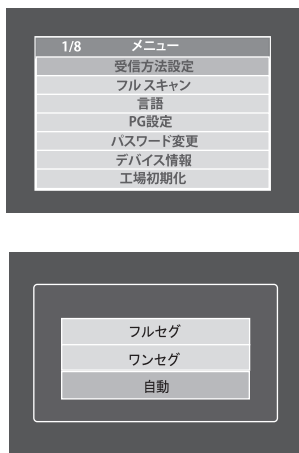 1/8 メニュー
受信方法設定
フルスキャン
言語
PG設定
パスワード変更
デバイス情報
工場初期化
フルセグ
ワンセグ
自動